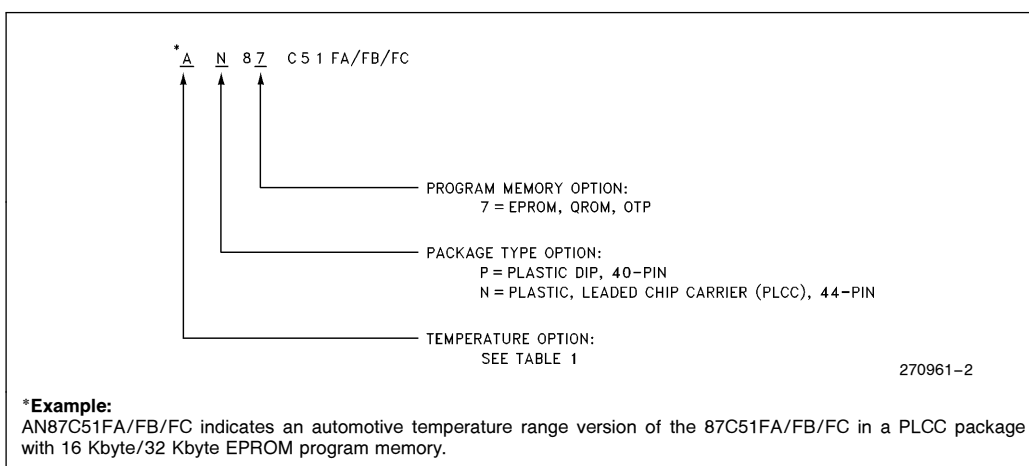 *A N 87 C51FA/FB/FC
PROGRAM MEMORY OPTION:
7 = EPROM, QROM, OTP
PACKAGE TYPE OPTION:
P = PLASTIC DIP, 40-PIN
N = PLASTIC, LEADED CHIP CARRIER (PLCC), 44-PIN
TEMPERATURE OPTION:
SEE TABLE 1
270961–2
*Example:
AN87C51FA/FB/FC indicates an automotive temperature range version of the 87C51FA/FB/FC in a PLCC package
with 16 Kbyte/32 Kbyte EPROM program memory.